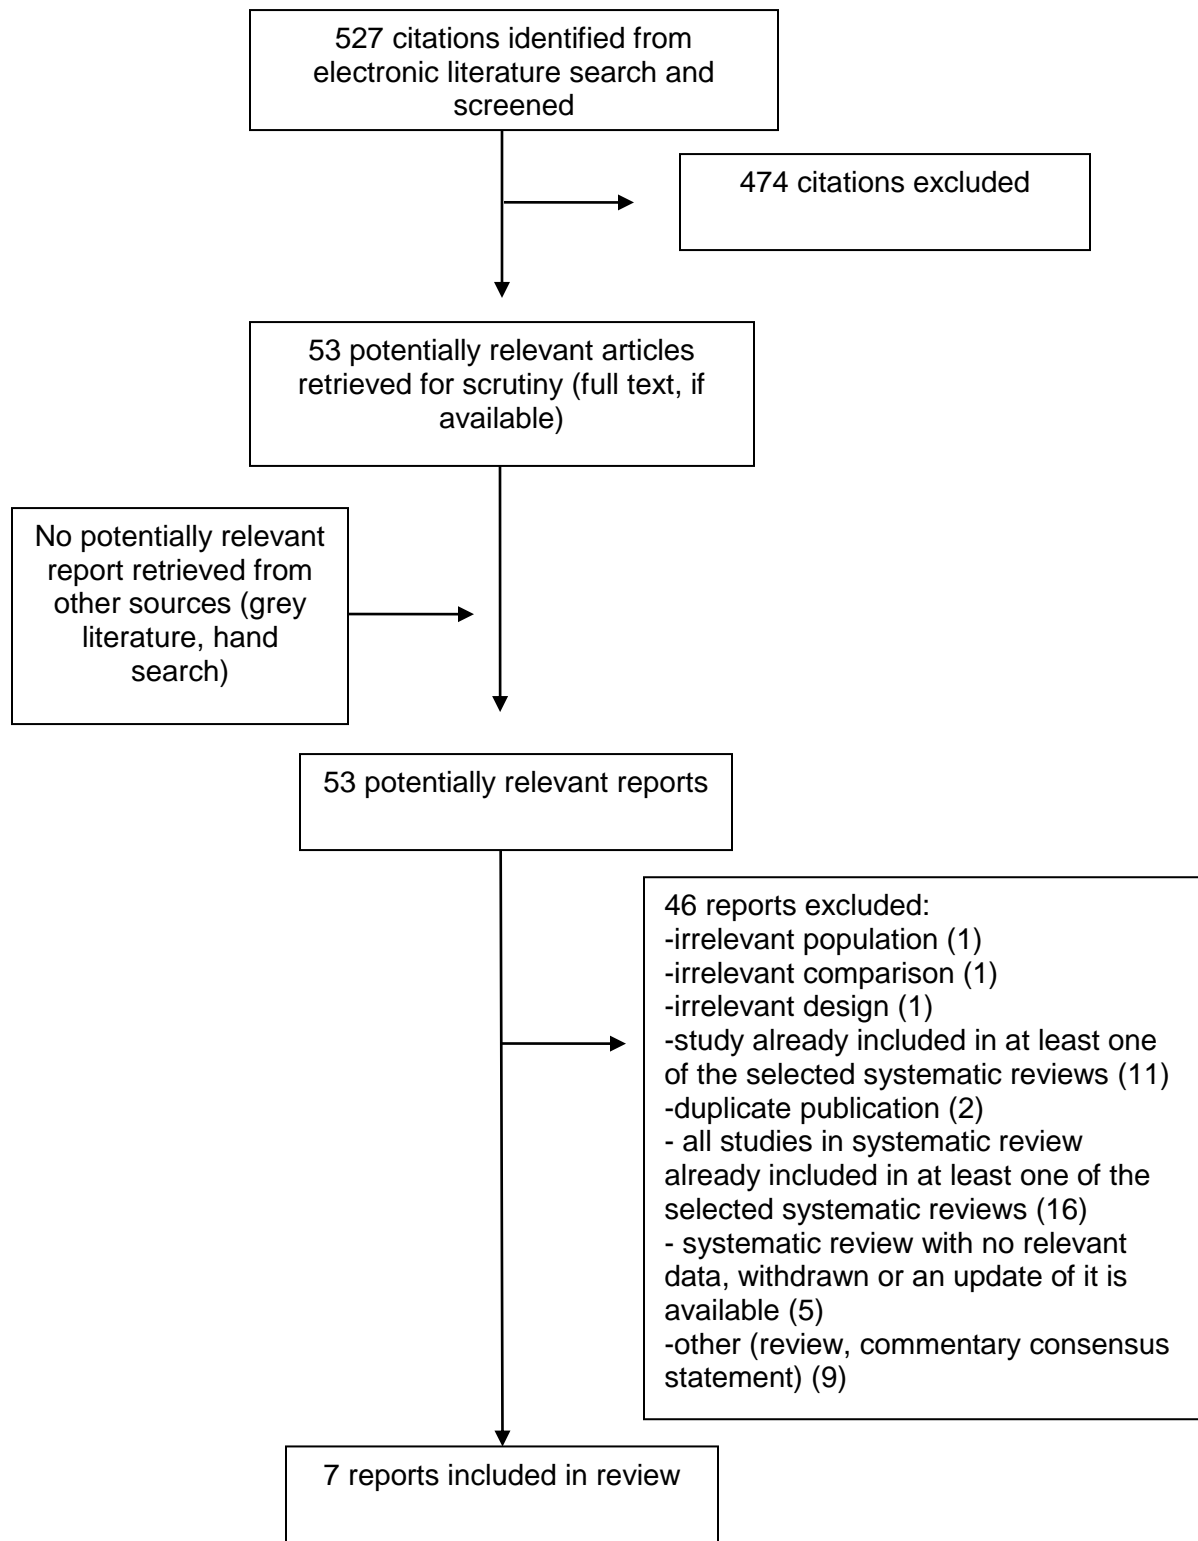 527 citations identified from
electronic literature search and
screened
474 citations excluded
53 potentially relevant articles
retrieved for scrutiny (full text, if
available)
No potentially relevant
report retrieved from
other sources (grey
literature, hand
search)
53 potentially relevant reports
46 reports excluded:
-irrelevant population (1)
-irrelevant comparison (1)
-irrelevant design (1)
-study already included in at least one
of the selected systematic reviews (11)
-duplicate publication (2)
- all studies in systematic review
already included in at least one of the
selected systematic reviews (16)
- systematic review with no relevant
data, withdrawn or an update of it is
available (5)
-other (review, commentary consensus
statement) (9)
7 reports included in review